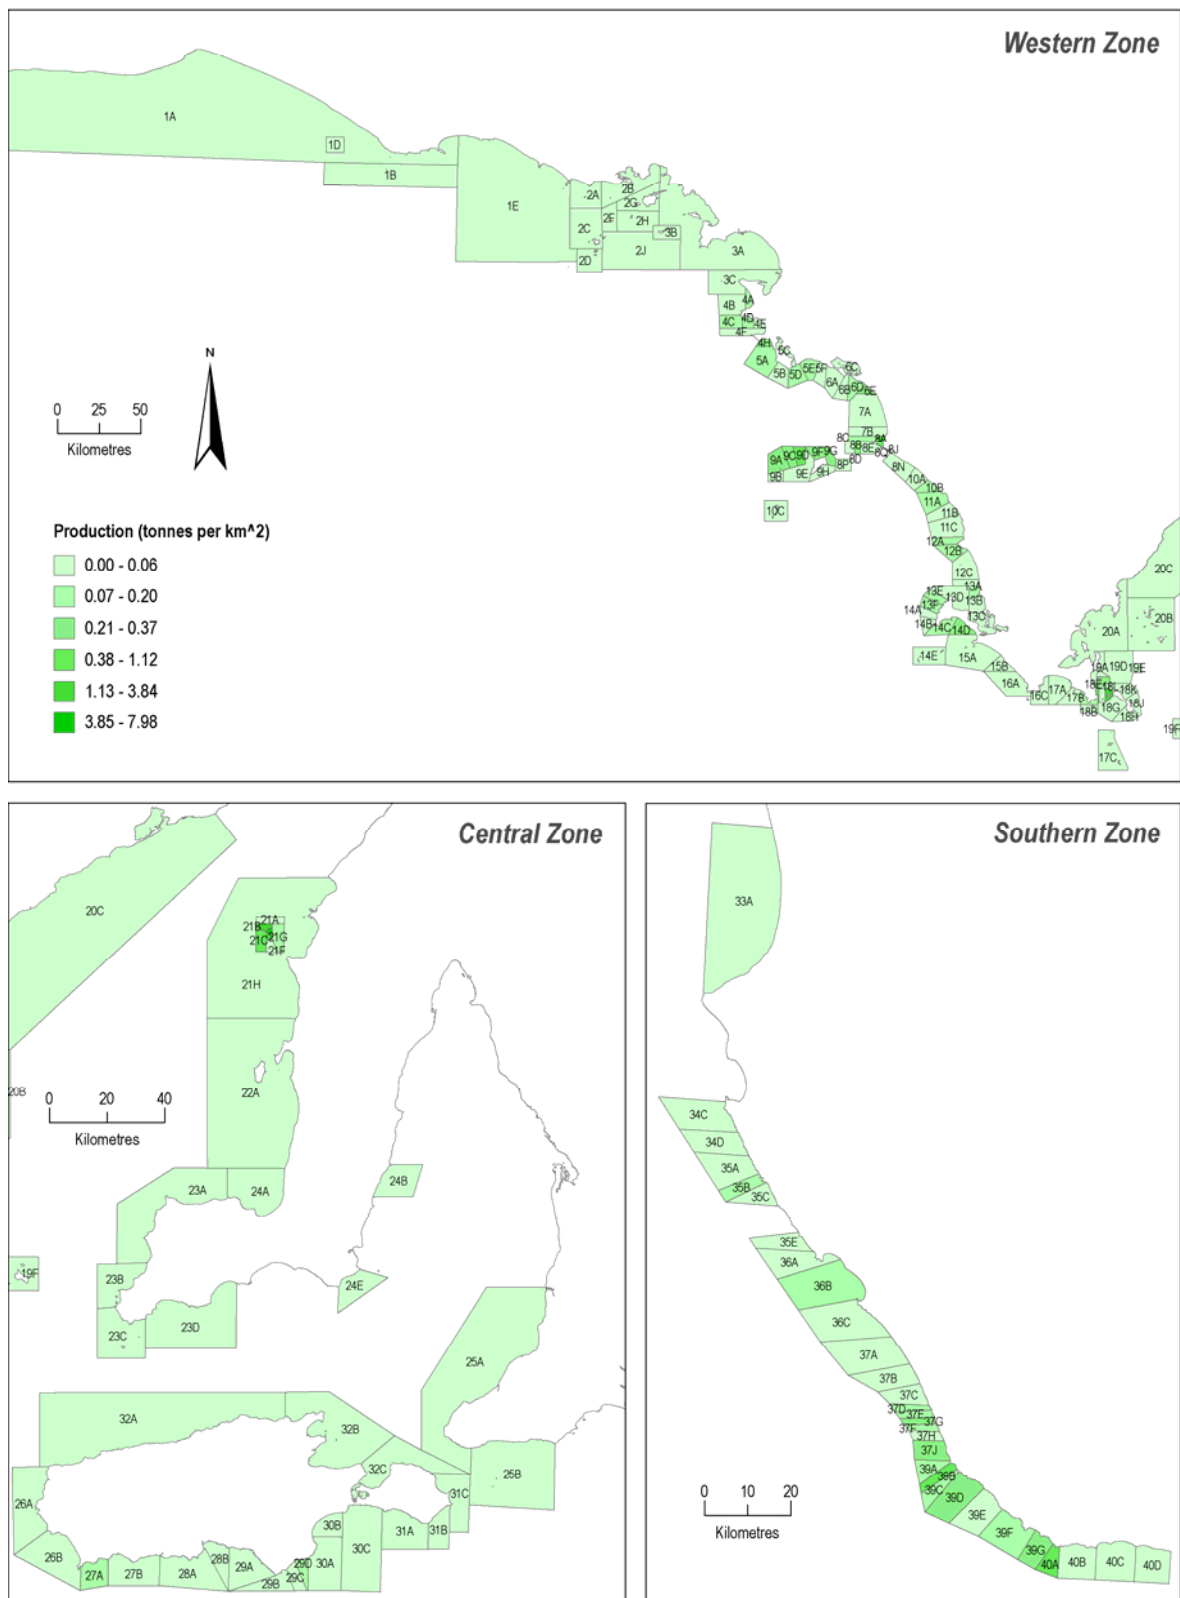 Western Zone
1A
1D
1B
1E
2A
2B
2G
2C
2F
2H
3B
2D
2J
3A
3C
4B
4A
4C
4D
4E
4F
4H
5C
5A
5B
5D
5E
5F
6C
6A
6B
6D
6E
7A
7B
8C
8B
8A
8E
8J
8D
9A
9C
9D
9F
9G
9B
9E
9H
8P
8N
10A
10B
10C
11A
11B
11C
12A
12B
12C
13A
13E
13D
13B
13F
14A
13C
14B
14C
14D
14E
15A
15B
16A
16C
17A
17B
18B
18E
18L
18K
18J
18G
18H
19A
19D
19E
19F
17C
20A
20B
20C
N
0 25 50
Kilometres
Production (tonnes per km^2)
0.00 - 0.06
0.07 - 0.20
0.21 - 0.37
0.38 - 1.12
1.13 - 3.84
3.85 - 7.98
Central Zone
20C
21A
21B
21C
21G
21F
21H
22A
20B
0 20 40
Kilometres
23A
24A
24B
19F
23B
24E
23C
23D
25A
32A
32B
32C
25B
26A
31C
30B
31A
31B
26B
27A
27B
28A
28B
29A
29B
29D
29C
30A
30C
Southern Zone
33A
34C
34D
35A
35B
35C
35E
36A
36B
36C
37A
37B
37C
37D
37E
37G
37F
37H
37J
39A
39B
39C
39D
39E
39F
39G
40A
40B
40C
40D
0 10 20
Kilometres